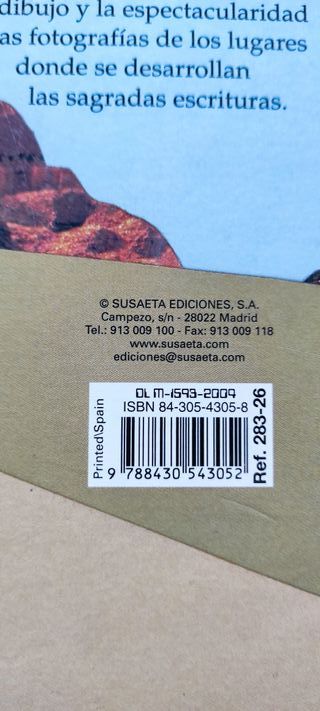 dibujo y la espectacularidad
as fotografías de los lugares
donde se desarrollan
las sagradas escrituras.
© SUSAETA EDICIONES, S.A.
Campezo, s/n - 28022 Madrid
Tel.: 913 009 100 - Fax: 913 009 118
www.susaeta.com
ediciones@susaeta.com
DL M-1593-2004
ISBN 84-305-4305-8
9 788430 543052
Printed\Spain
Ref. 283-26